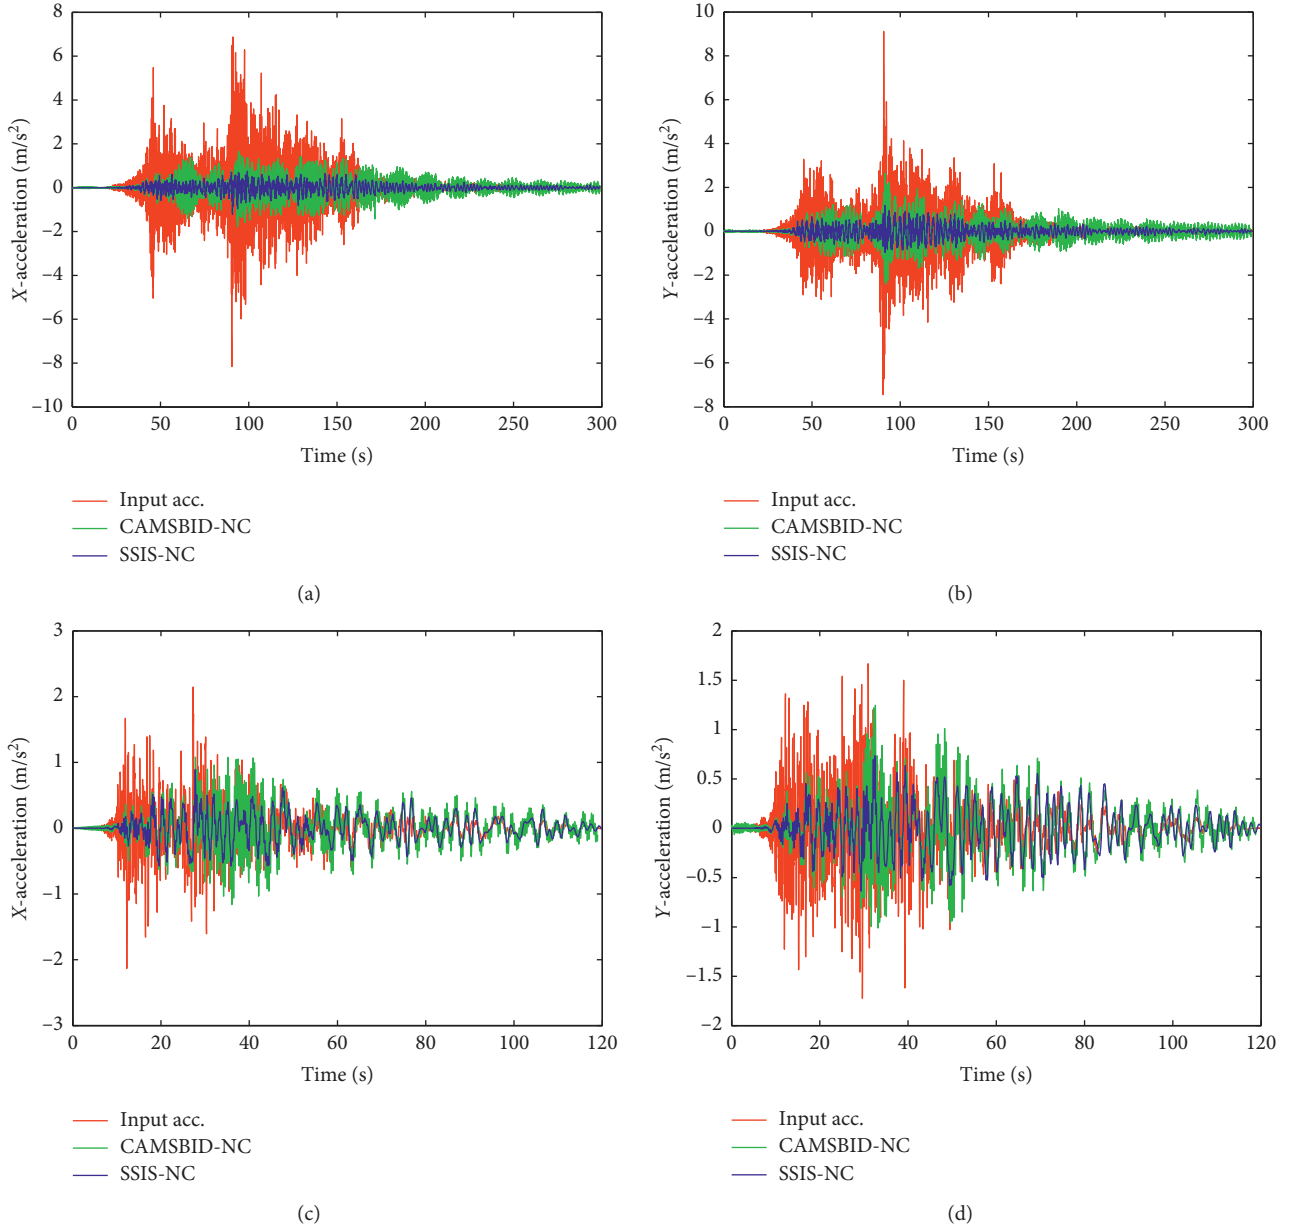 8
6
4
2
0
−2
−4
−6
−8
−10
X-acceleration (m/s²)
0 50 100 150 200 250 300
Time (s)
Input acc.
CAMSBID-NC
SSIS-NC
(a)
10
8
6
4
2
0
−2
−4
−6
−8
Y-acceleration (m/s²)
0 50 100 150 200 250 300
Time (s)
Input acc.
CAMSBID-NC
SSIS-NC
(b)
3
2
1
0
−1
−2
−3
X-acceleration (m/s²)
0 20 40 60 80 100 120
Time (s)
Input acc.
CAMSBID-NC
SSIS-NC
(c)
2
1.5
1
0.5
0
−0.5
−1
−1.5
−2
Y-acceleration (m/s²)
0 20 40 60 80 100 120
Time (s)
Input acc.
CAMSBID-NC
SSIS-NC
(d)